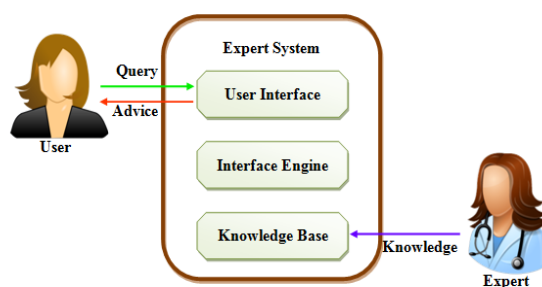 Expert System
Query
User Interface
Advice
User
Interface Engine
Knowledge Base
Knowledge
Expert